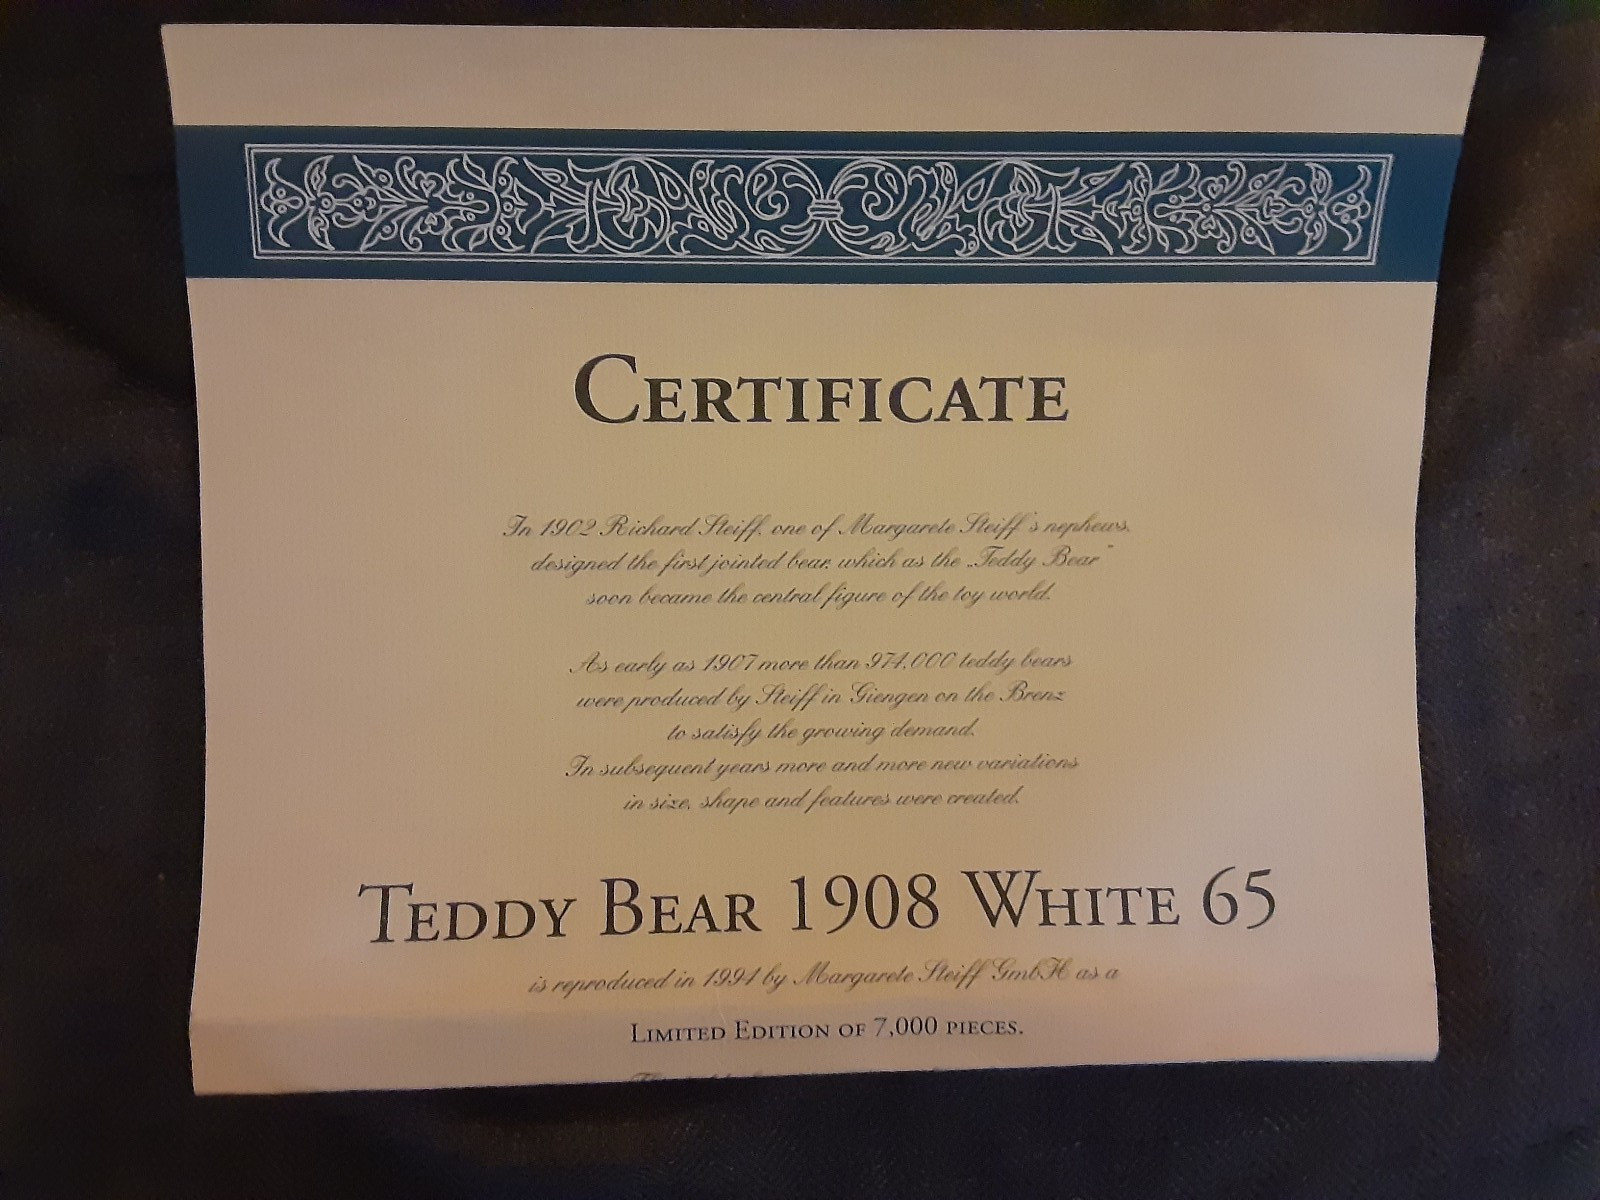 Certificate
In 1902 Richard Steiff, one of Margarete Steiff's nephews,
designed the first jointed bear, which as the „Teddy Bear"
soon became the central figure of the toy world.
As early as 1907 more than 974,000 teddy bears
were produced by Steiff in Giengen on the Brenz
to satisfy the growing demand.
In subsequent years more and more new variations
in size, shape and features were created.
Teddy Bear 1908 White 65
is reproduced in 1994 by Margarete Steiff GmbH as a
Limited Edition of 7,000 pieces.